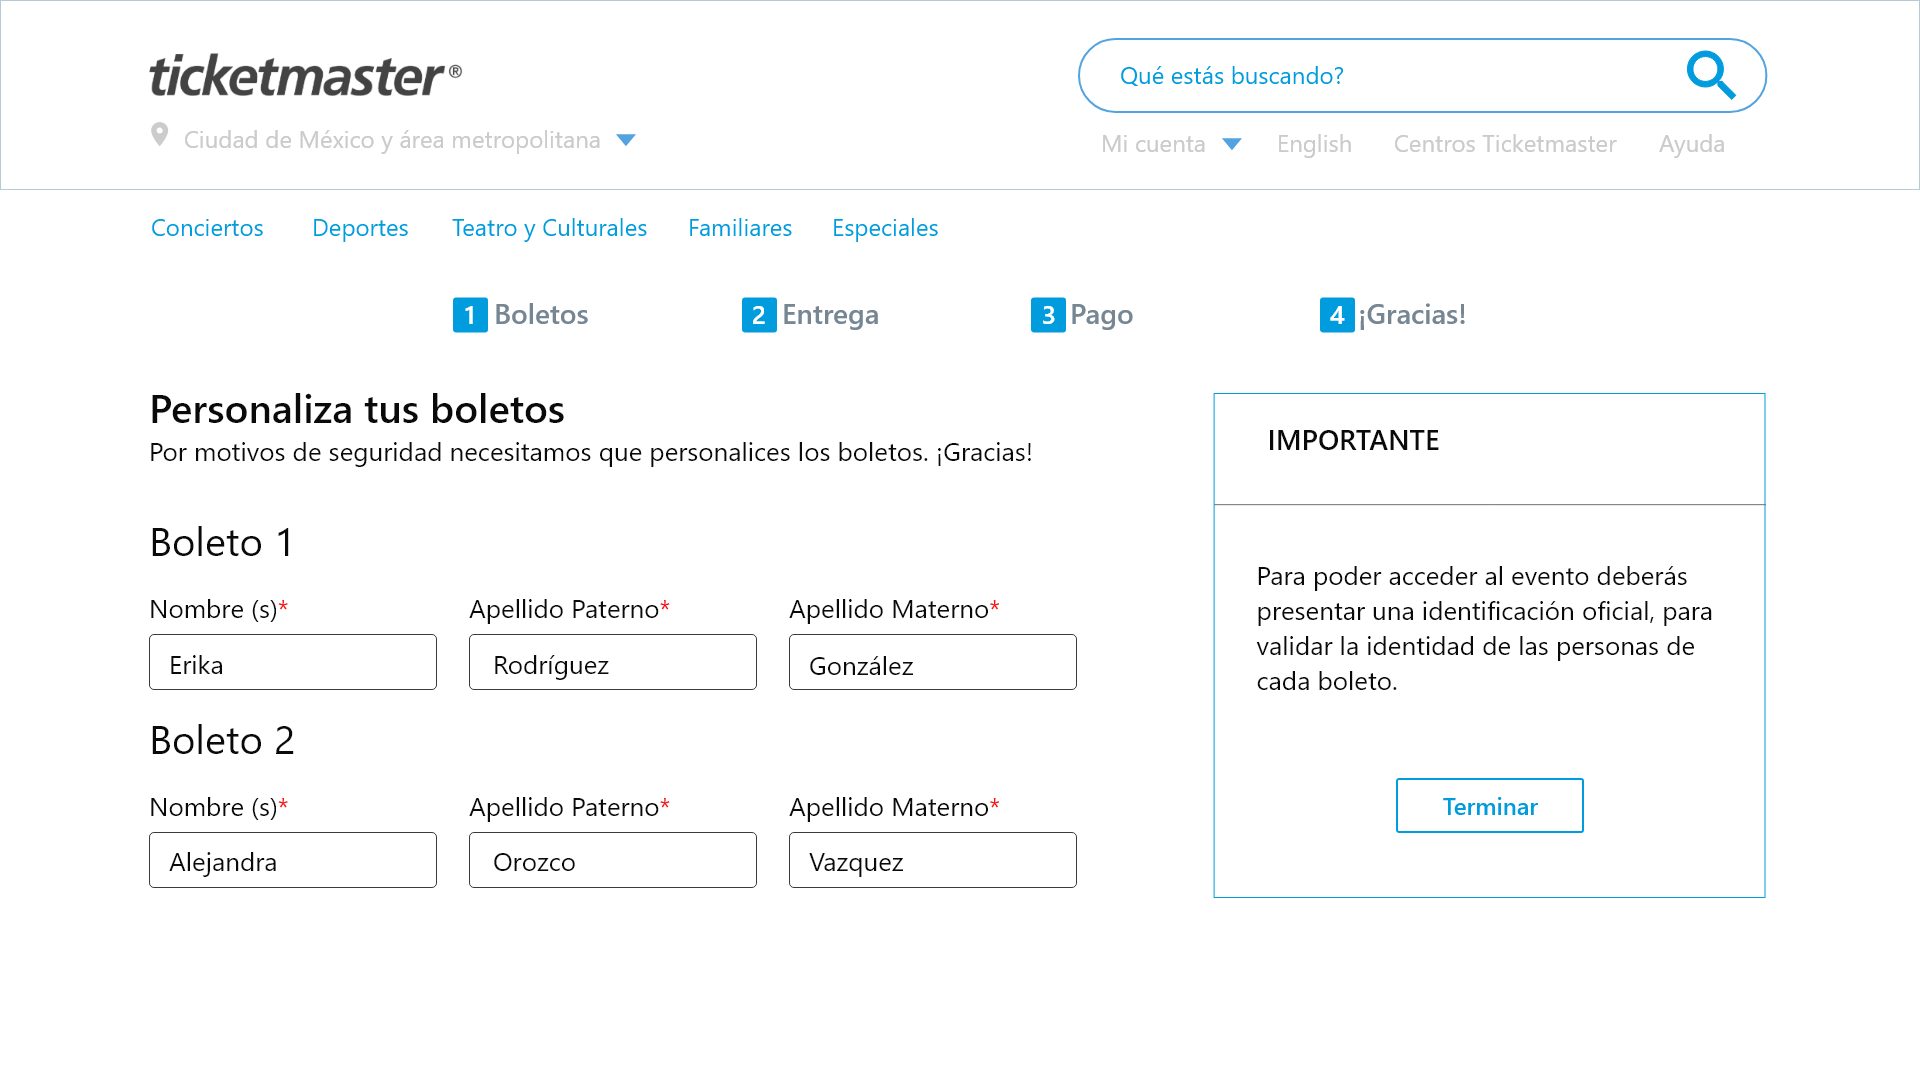 ticketmaster®
Qué estás buscando?
Ciudad de México y área metropolitana
Mi cuenta English Centros Ticketmaster Ayuda
Conciertos Deportes Teatro y Culturales Familiares Especiales
1 Boletos 2 Entrega 3 Pago 4 ¡Gracias!
Personaliza tus boletos
Por motivos de seguridad necesitamos que personalices los boletos. ¡Gracias!
Boleto 1
Nombre (s)* Apellido Paterno* Apellido Materno*
Erika Rodríguez González
Boleto 2
Nombre (s)* Apellido Paterno* Apellido Materno*
Alejandra Orozco Vazquez
IMPORTANTE
Para poder acceder al evento deberás
presentar una identificación oficial, para
validar la identidad de las personas de
cada boleto.
Terminar